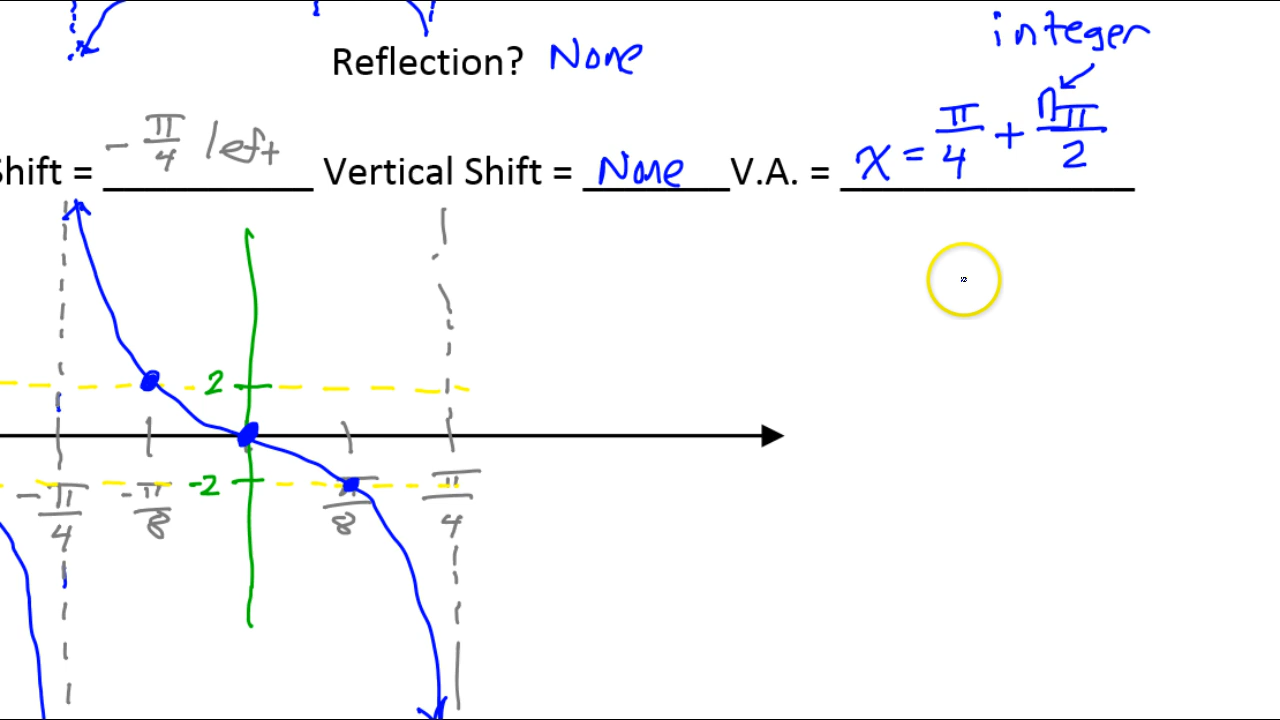 integer
Reflection? None
Shift = - π/4 left Vertical Shift = None V.A. = x = π/4 + nπ/2
2
-2
-π/4 -π/8 π/8 π/4